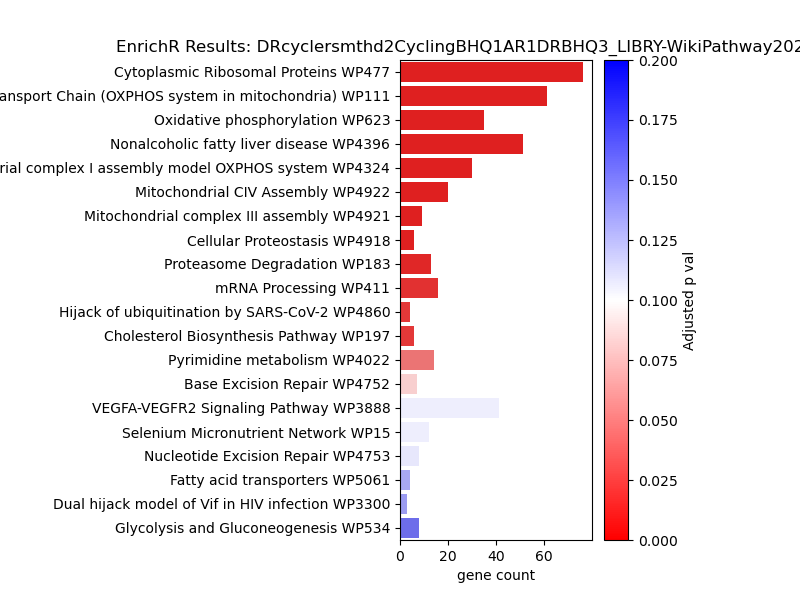 EnrichR Results: DRcyclersmthd2CyclingBHQ1AR1DRBHQ3_LIBRY-WikiPathway202
Cytoplasmic Ribosomal Proteins WP477
ansport Chain (OXPHOS system in mitochondria) WP111
Oxidative phosphorylation WP623
Nonalcoholic fatty liver disease WP4396
rial complex I assembly model OXPHOS system WP4324
Mitochondrial CIV Assembly WP4922
Mitochondrial complex III assembly WP4921
Cellular Proteostasis WP4918
Proteasome Degradation WP183
mRNA Processing WP411
Hijack of ubiquitination by SARS-CoV-2 WP4860
Cholesterol Biosynthesis Pathway WP197
Pyrimidine metabolism WP4022
Base Excision Repair WP4752
VEGFA-VEGFR2 Signaling Pathway WP3888
Selenium Micronutrient Network WP15
Nucleotide Excision Repair WP4753
Fatty acid transporters WP5061
Dual hijack model of Vif in HIV infection WP3300
Glycolysis and Gluconeogenesis WP534
0 20 40 60
gene count
0.200
0.175
0.150
0.125
0.100
0.075
0.050
0.025
0.000
Adjusted p val